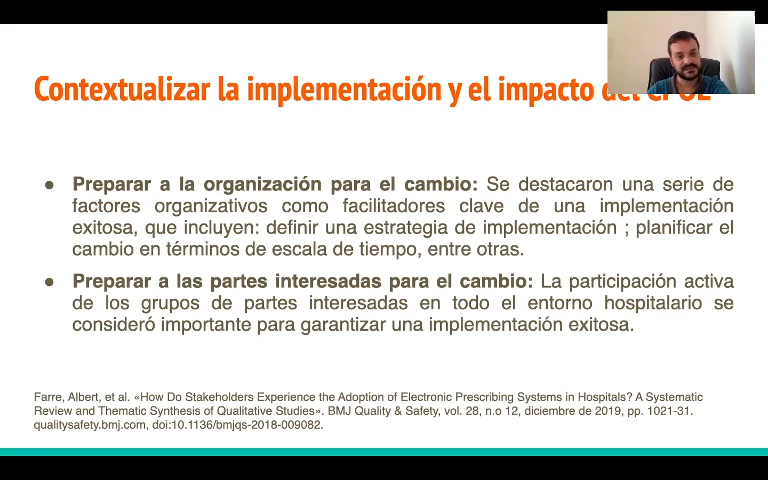 Contextualizar la implementación y el impacto
● Preparar a la organización para el cambio: Se destacaron una serie de
factores organizativos como facilitadores clave de una implementación
exitosa, que incluyen: definir una estrategia de implementación ; planificar el
cambio en términos de escala de tiempo, entre otras.
● Preparar a las partes interesadas para el cambio: La participación activa
de los grupos de partes interesadas en todo el entorno hospitalario se
consideró importante para garantizar una implementación exitosa.
Farre, Albert, et al. «How Do Stakeholders Experience the Adoption of Electronic Prescribing Systems in Hospitals? A Systematic
Review and Thematic Synthesis of Qualitative Studies». BMJ Quality & Safety, vol. 28, n.o 12, diciembre de 2019, pp. 1021-31.
qualitysafety.bmj.com, doi:10.1136/bmjqs-2018-009082.